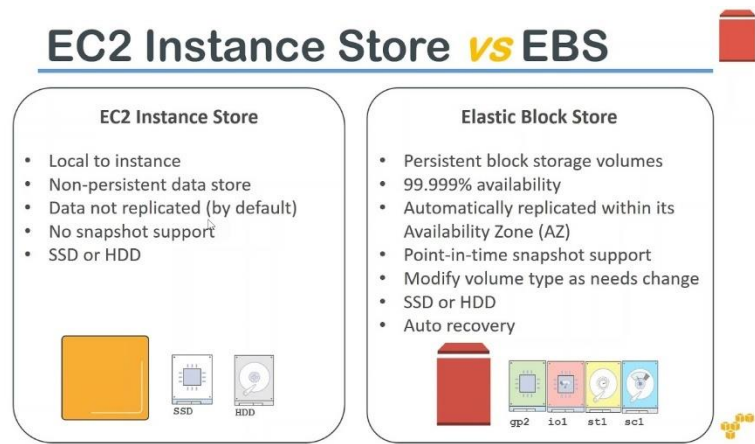 EC2 Instance Store vs EBS
EC2 Instance Store
• Local to instance
• Non-persistent data store
• Data not replicated (by default)
• No snapshot support
• SSD or HDD
SSD
HDD
Elastic Block Store
• Persistent block storage volumes
• 99.999% availability
• Automatically replicated within its
Availability Zone (AZ)
• Point-in-time snapshot support
• Modify volume type as needs change
• SSD or HDD
• Auto recovery
gp2 io1 st1 sc1